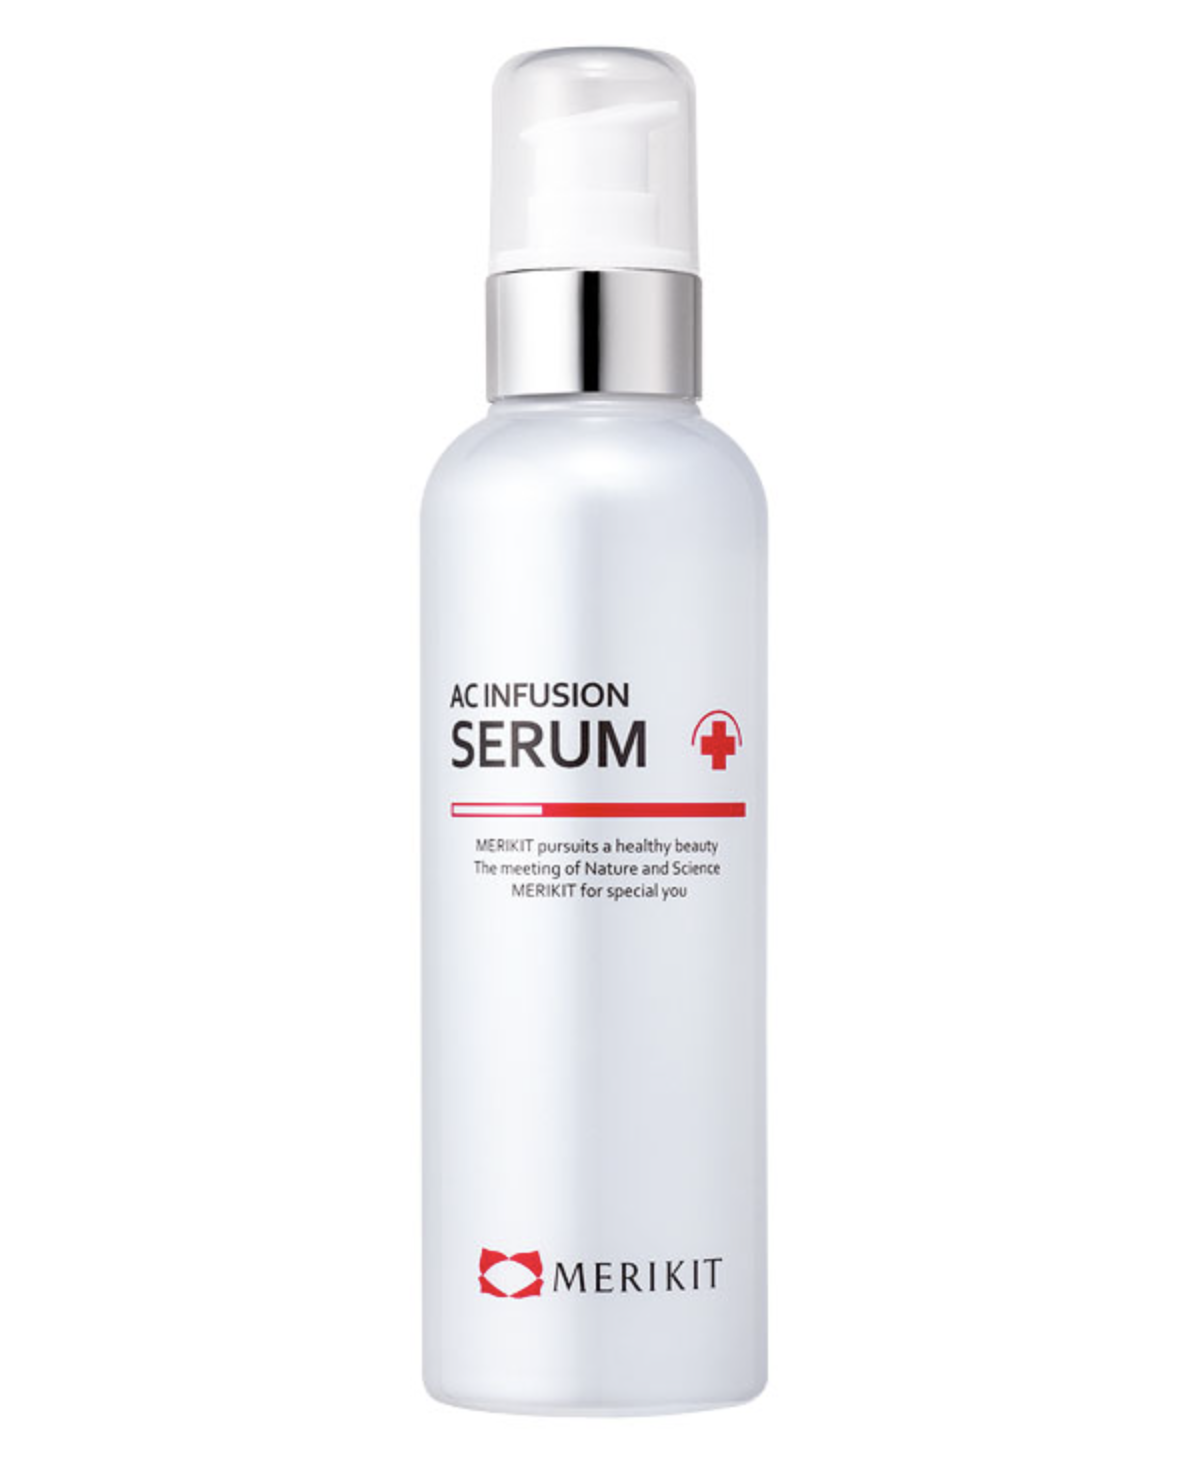 AC INFUSION
SERUM
MERIKIT pursuits a healthy beauty
The meeting of Nature and Science
MERIKIT for special you
MERIKIT